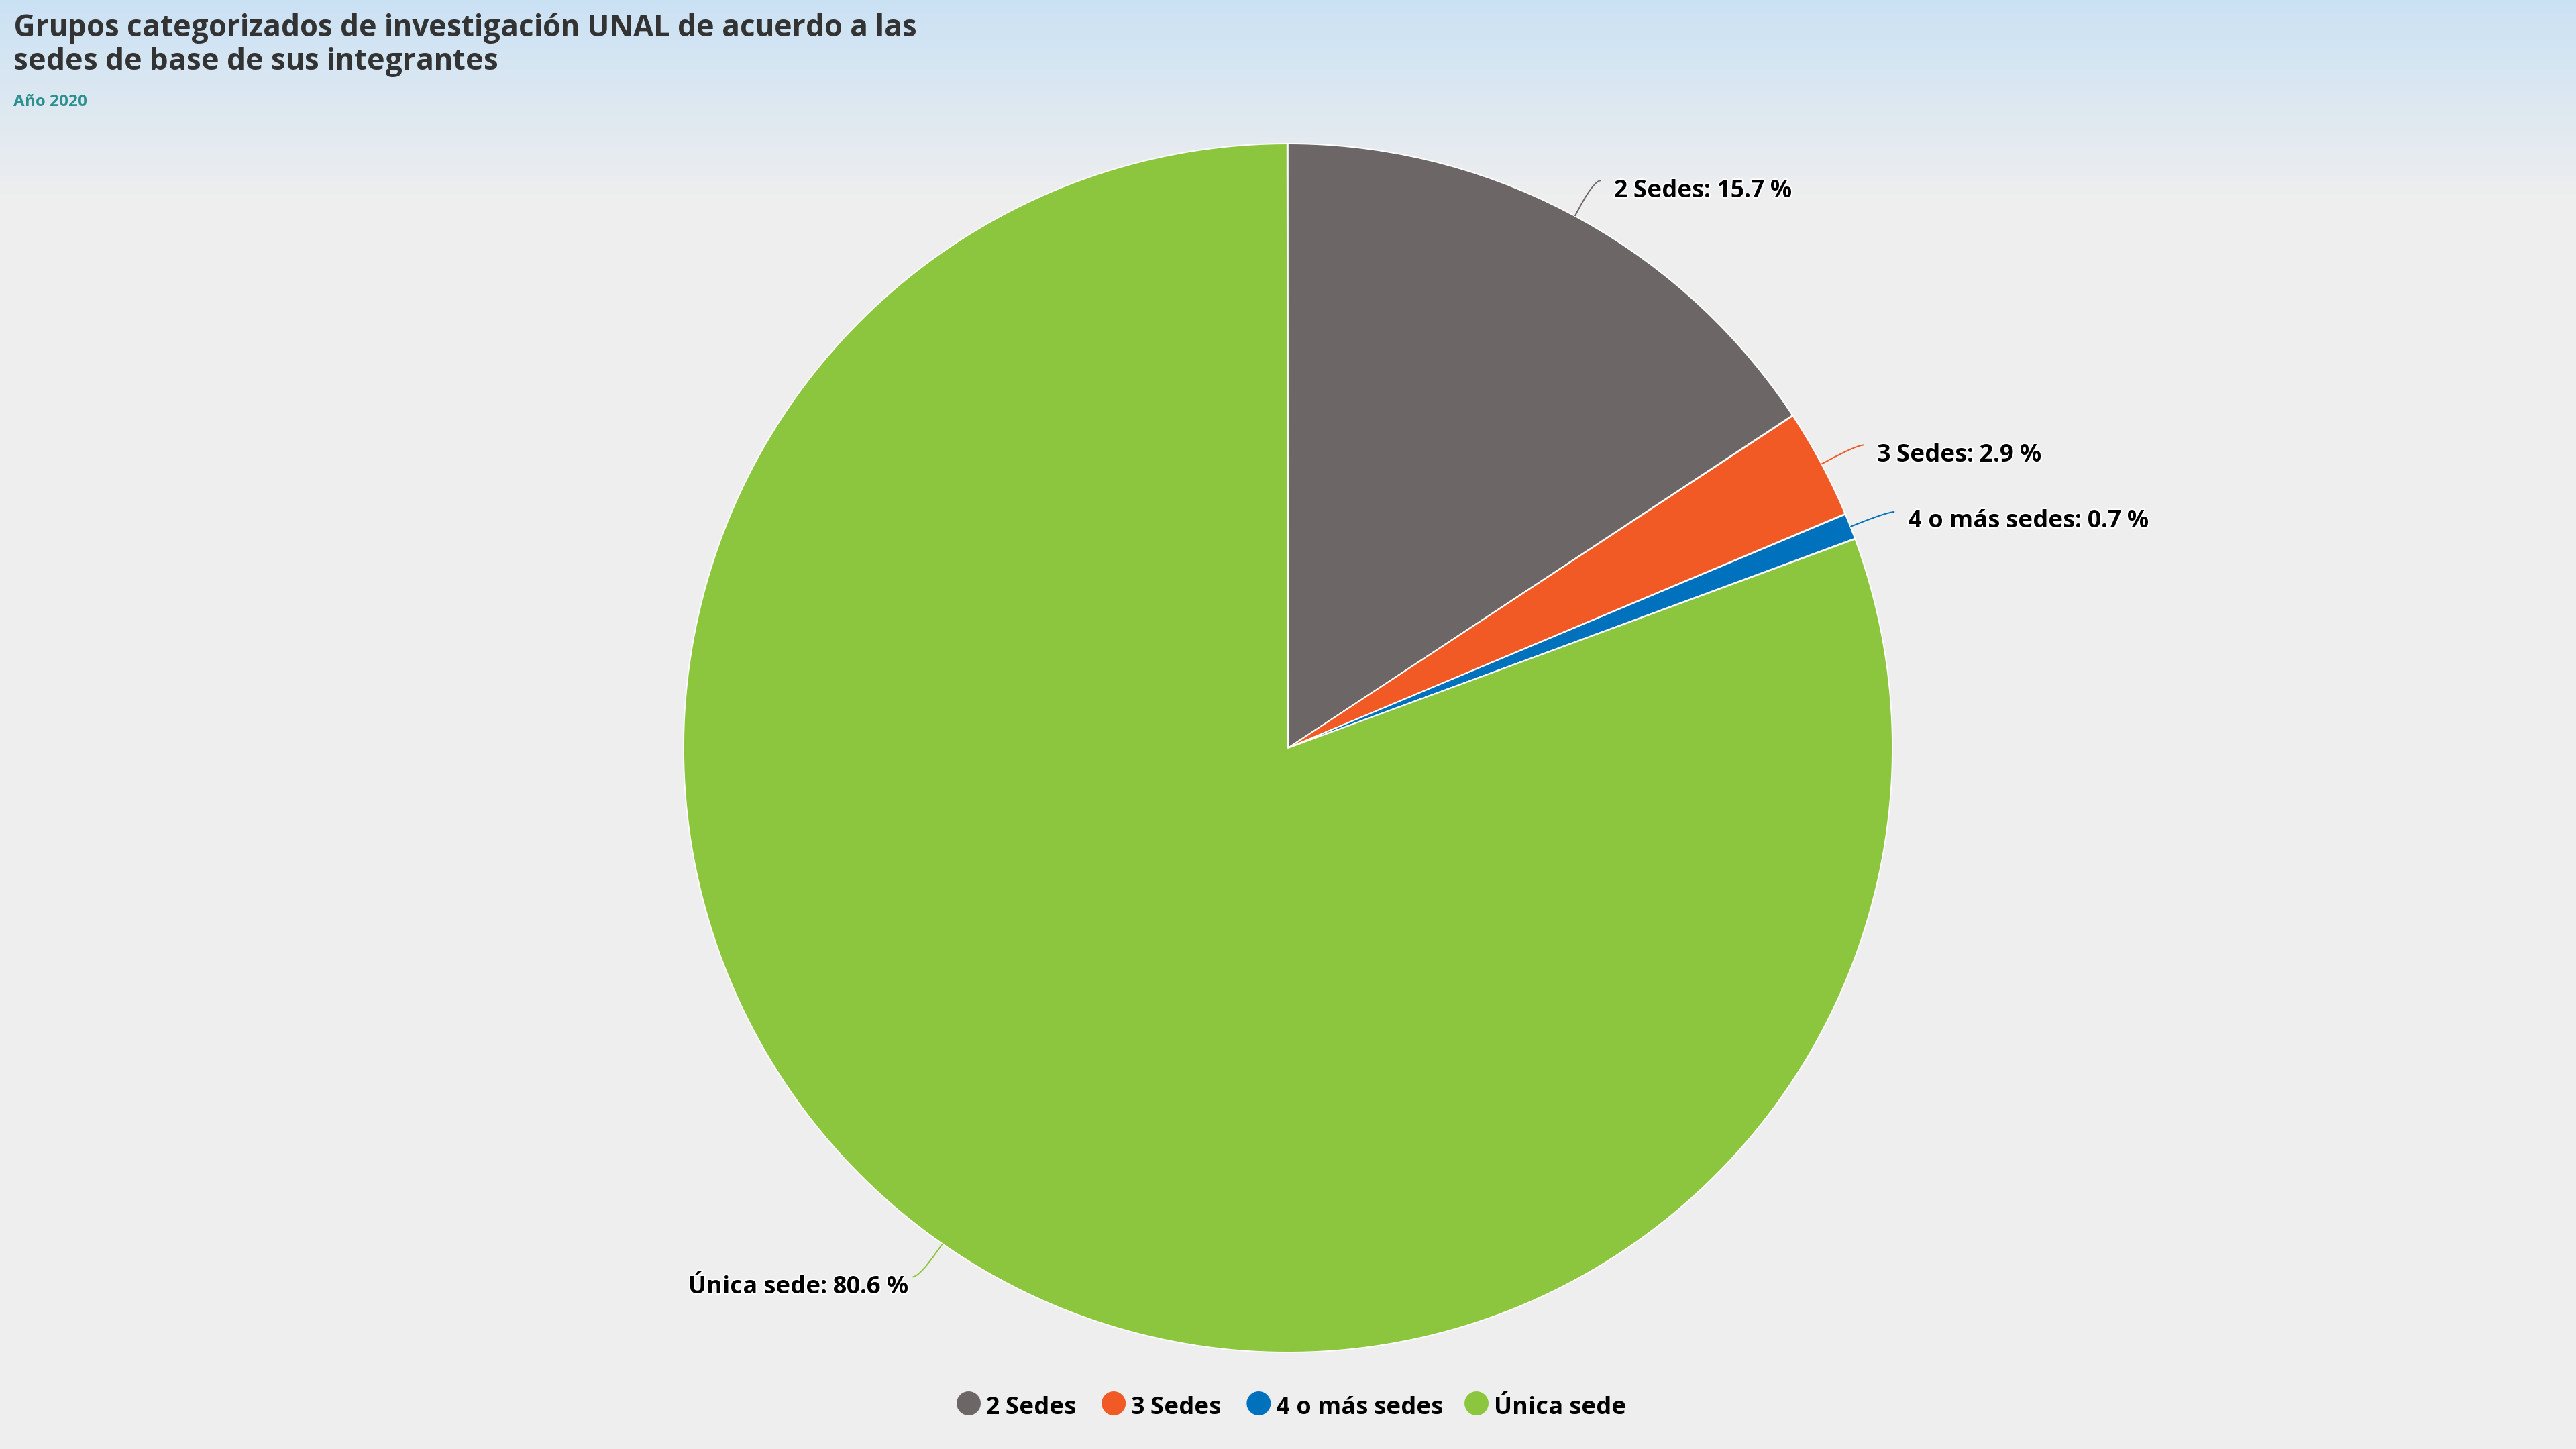 Grupos categorizados de investigación UNAL de acuerdo a las
sedes de base de sus integrantes
Año 2020
2 Sedes: 15.7 %
3 Sedes: 2.9 %
4 o más sedes: 0.7 %
Única sede: 80.6 %
2 Sedes
3 Sedes
4 o más sedes
Única sede